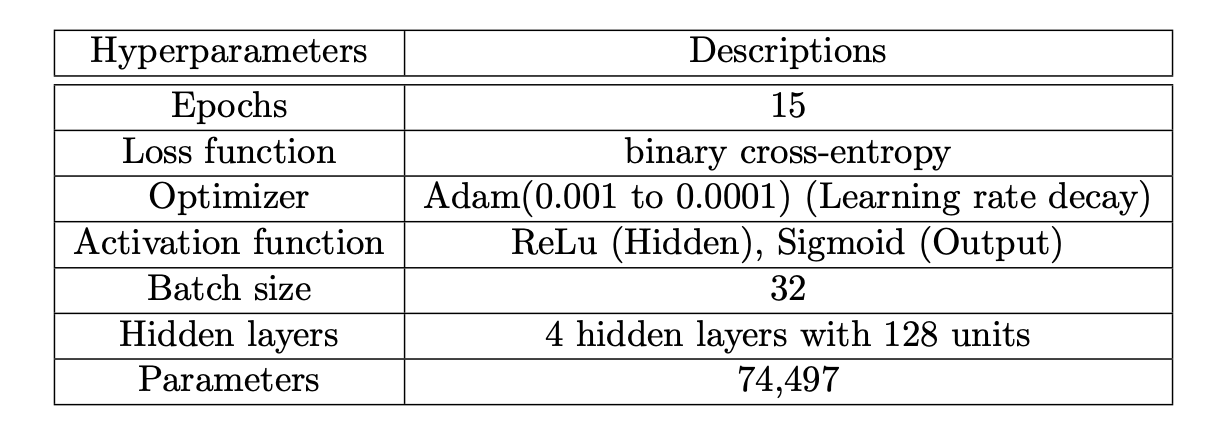 Hyperparameters Descriptions
Epochs 15
Loss function binary cross-entropy
Optimizer Adam(0.001 to 0.0001) (Learning rate decay)
Activation function ReLu (Hidden), Sigmoid (Output)
Batch size 32
Hidden layers 4 hidden layers with 128 units
Parameters 74,497